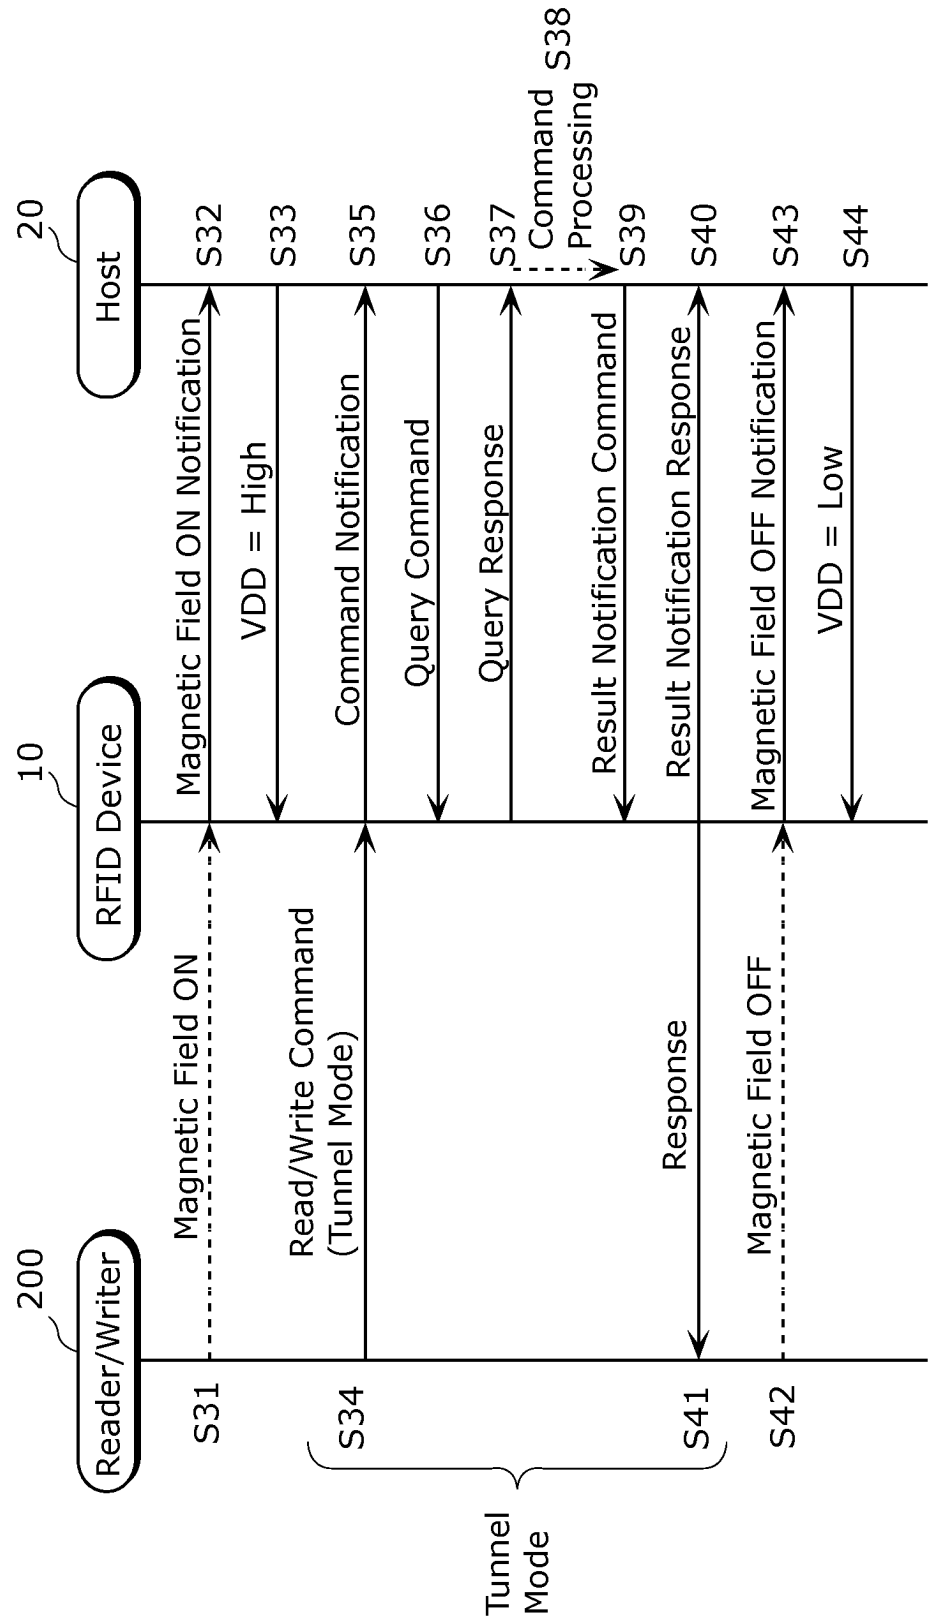 200
Reader/Writer
10
RFID Device
20
Host
S31
Magnetic Field ON
Magnetic Field ON Notification
S32
VDD = High
S33
Tunnel
Mode
S34
Read/Write Command
(Tunnel Mode)
Command Notification
S35
Query Command
S36
Query Response
S37
Command
Processing
S38
Result Notification Command
S39
S41
Response
Result Notification Response
S40
S42
Magnetic Field OFF
Magnetic Field OFF Notification
S43
VDD = Low
S44